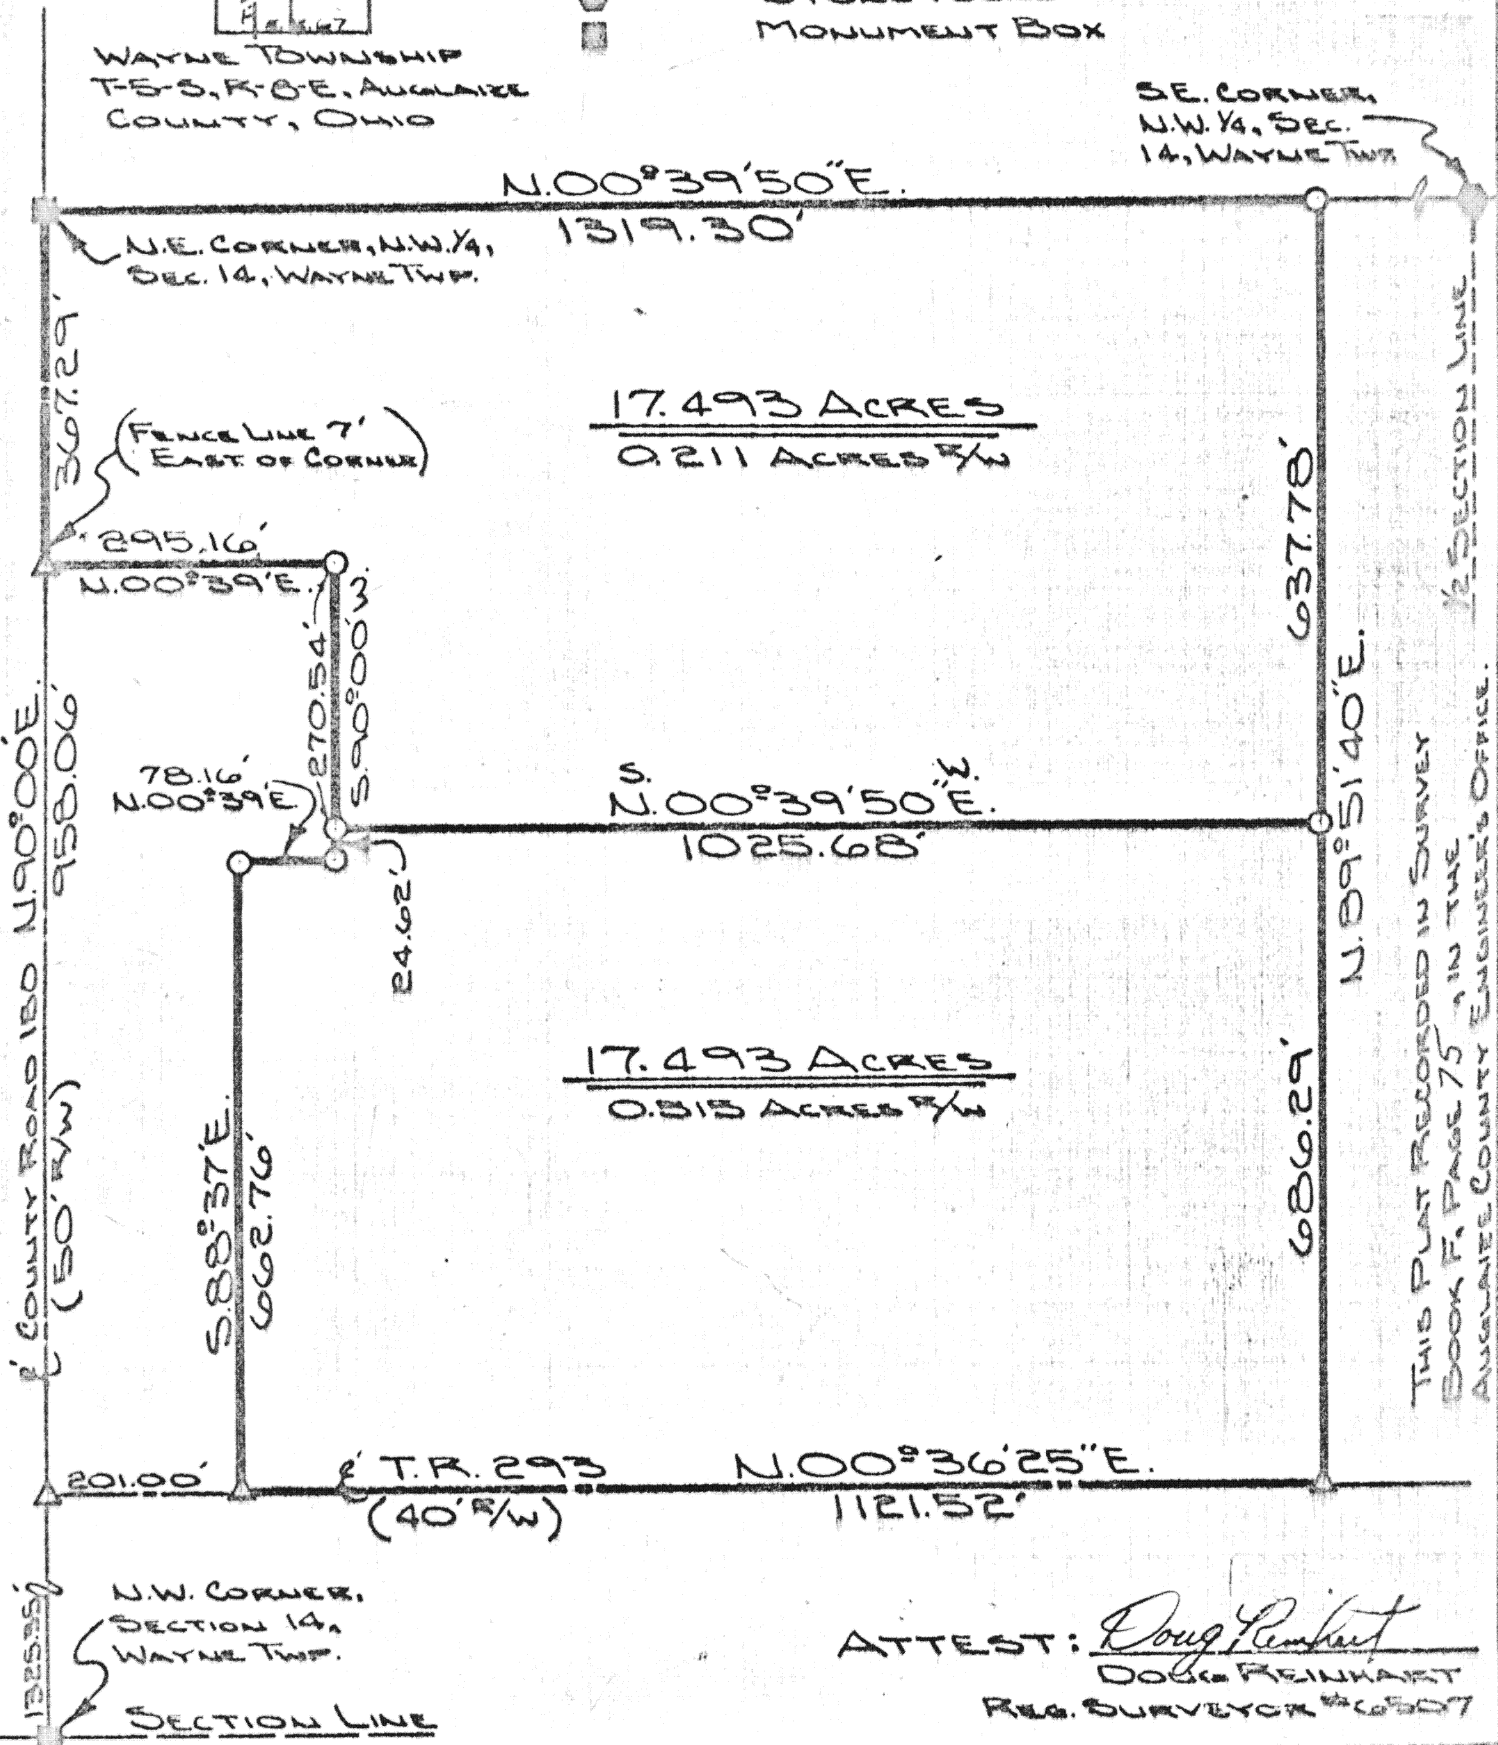 MONUMENT BOX
WAYNE TOWNSHIP
T-5-S, R-8-E, AUGLAIZE
COUNTY, OHIO
S.E. CORNER,
N.W. 1/4, SEC.
14, WAYNE TWP.
N.00°39'50"E.
1319.30'
N.E. CORNER, N.W. 1/4,
SEC. 14, WAYNE TWP.
367.29'
(FENCE LINE 7'
EAST OF CORNER)
17.493 ACRES
0.211 ACRES R/W
1/2 SECTION LINE
637.78'
295.16'
N.00°39'E.
270.54'
S.90°00'W.
N.89°51'40"E.
N.90°00'E.
958.06'
78.16'
N.00°39'E.
S. W.
N.00°39'50"E.
1025.68'
24.62'
17.493 ACRES
0.515 ACRES R/W
686.29'
COUNTY ROAD 180
(50' R/W)
S.88°37'E.
662.76'
THIS PLAT RECORDED IN SURVEY
BOOK F, PAGE 75, IN THE
AUGLAIZE COUNTY ENGINEER'S OFFICE.
201.00'
T.R. 293
(40' R/W)
N.00°36'25"E.
1121.52'
1325.35'
N.W. CORNER,
SECTION 14,
WAYNE TWP.
SECTION LINE
ATTEST: Doug Reinhart
DOUG REINHART
REG. SURVEYOR #6507